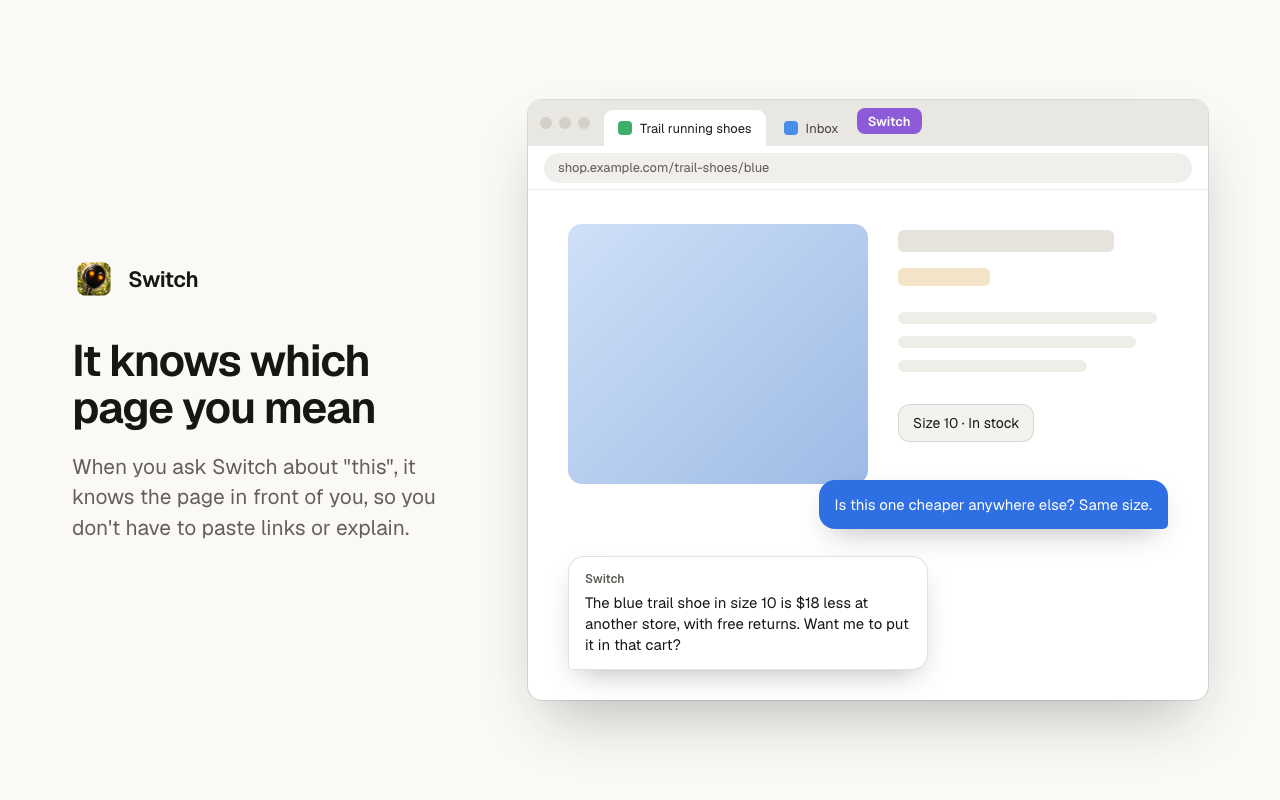 Switch
It knows which
page you mean
When you ask Switch about "this", it
knows the page in front of you, so you
don't have to paste links or explain.
Trail running shoes
Inbox
Switch
shop.example.com/trail-shoes/blue
Size 10 · In stock
Is this one cheaper anywhere else? Same size.
Switch
The blue trail shoe in size 10 is $18 less at
another store, with free returns. Want me to put
it in that cart?